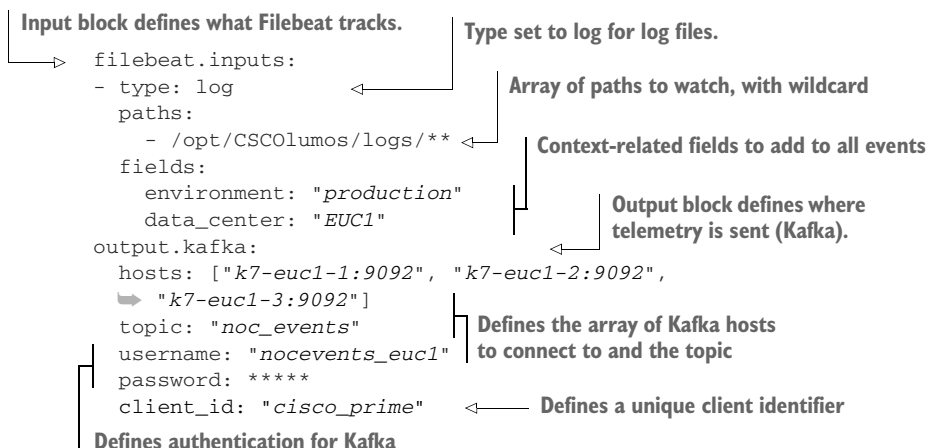 Input block defines what Filebeat tracks.
Type set to log for log files.
filebeat.inputs:
- type: log
Array of paths to watch, with wildcard
paths:
- /opt/CSCOlumos/logs/**
Context-related fields to add to all events
fields:
environment: "production"
data_center: "EUC1"
Output block defines where
telemetry is sent (Kafka).
output.kafka:
hosts: ["k7-euc1-1:9092", "k7-euc1-2:9092",
"k7-euc1-3:9092"]
topic: "noc_events"
Defines the array of Kafka hosts
to connect to and the topic
username: "nocevents_euc1"
password: *****
client_id: "cisco_prime"
Defines a unique client identifier
Defines authentication for Kafka